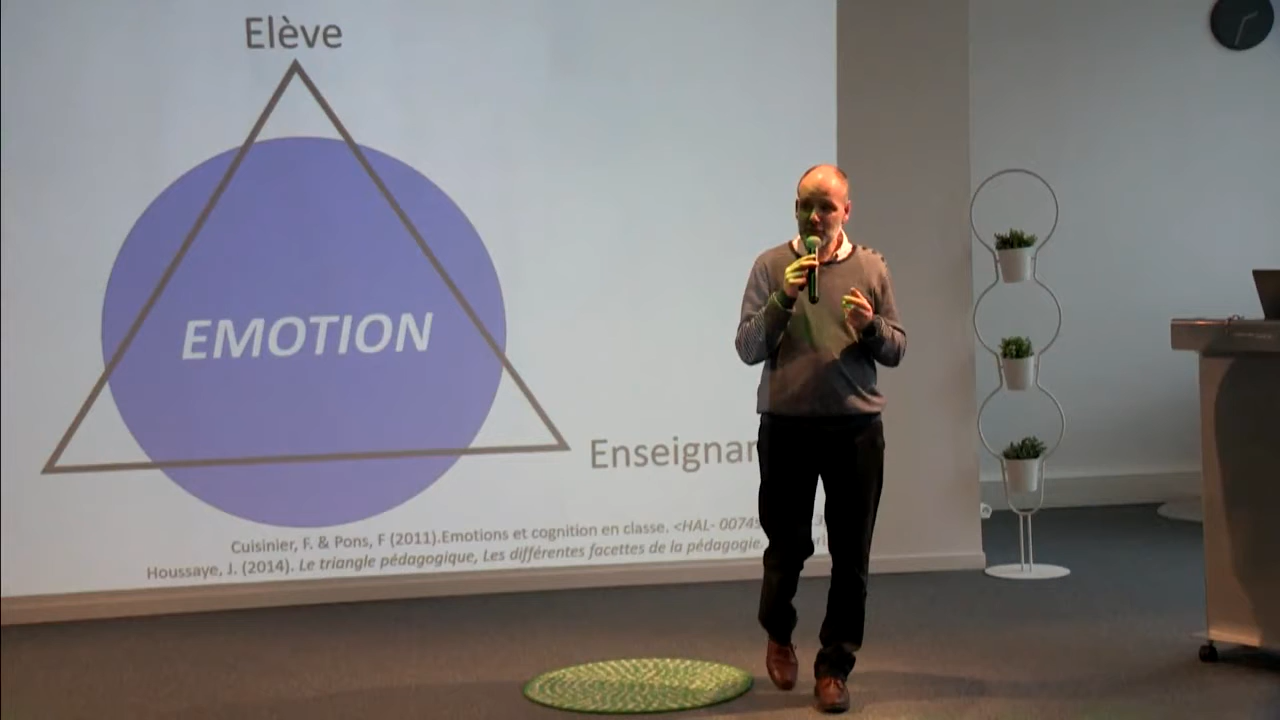 Elève
EMOTION
Cuisinier, F. & Pons, F (2011).Emotions et cognition en classe. <HAL-
Houssaye, J. (2014). Le triangle pédagogique, Les différentes facettes de la pédagogie.